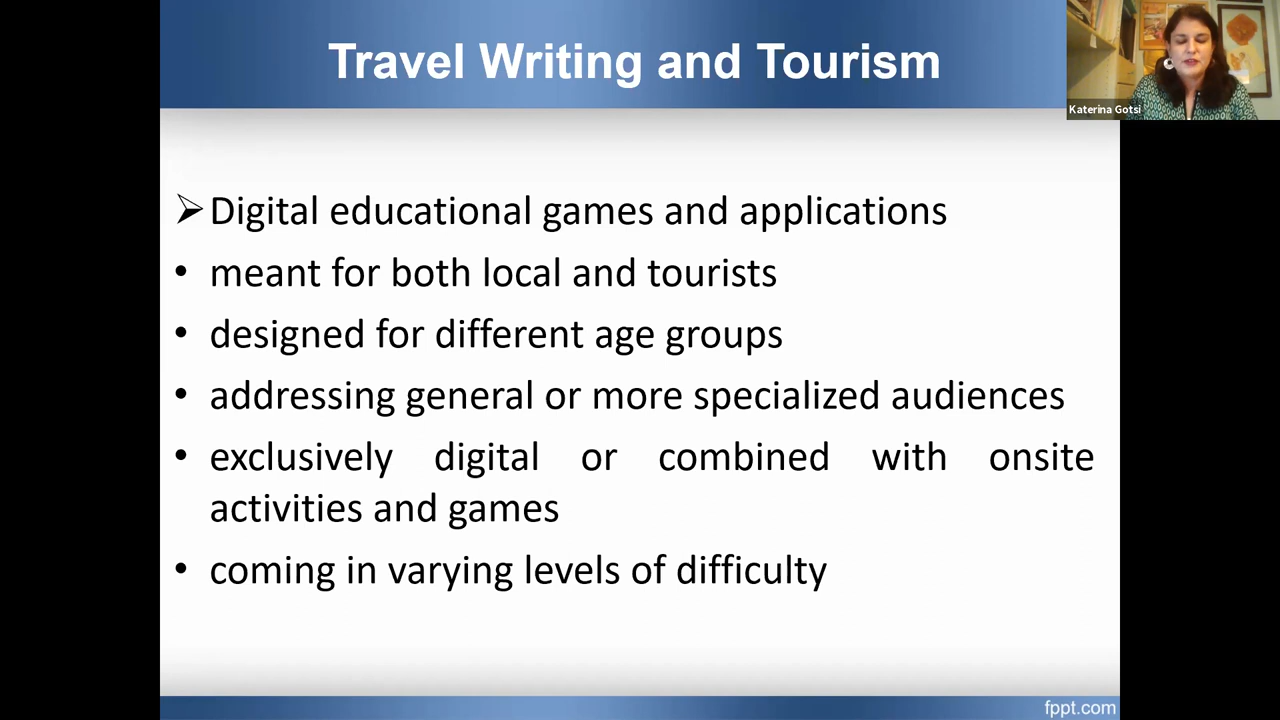 Travel Writing and Tourism
Katerina Gotsi
➢Digital educational games and applications
• meant for both local and tourists
• designed for different age groups
• addressing general or more specialized audiences
• exclusively digital or combined with onsite
activities and games
• coming in varying levels of difficulty
fppt.com